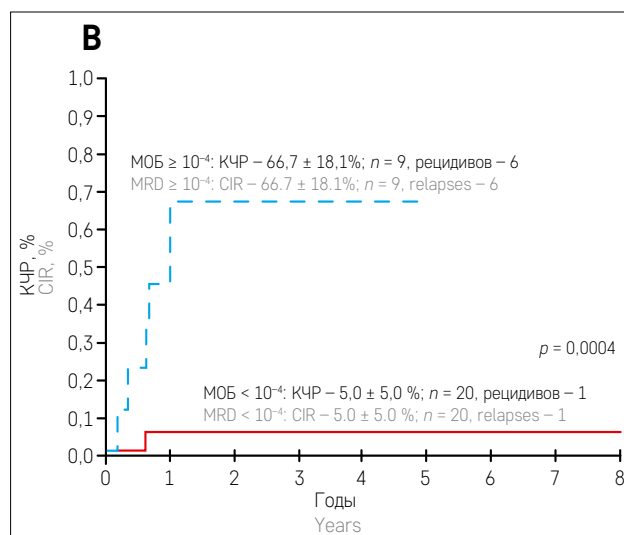 B
1,0
0,9
0,8
МОБ ≥ 10⁻⁴: КЧР – 66,7 ± 18,1%; n = 9, рецидивов – 6
MRD ≥ 10⁻⁴: CIR – 66.7 ± 18.1%; n = 9, relapses – 6
0,7
0,6
0,5
КЧР, %
CIR, %
0,4
0,3
p = 0,0004
0,2
МОБ < 10⁻⁴: КЧР – 5,0 ± 5,0 %; n = 20, рецидивов – 1
MRD < 10⁻⁴: CIR – 5.0 ± 5.0 %; n = 20, relapses – 1
0,1
0,0
0 1 2 3 4 5 6 7 8
Годы
Years